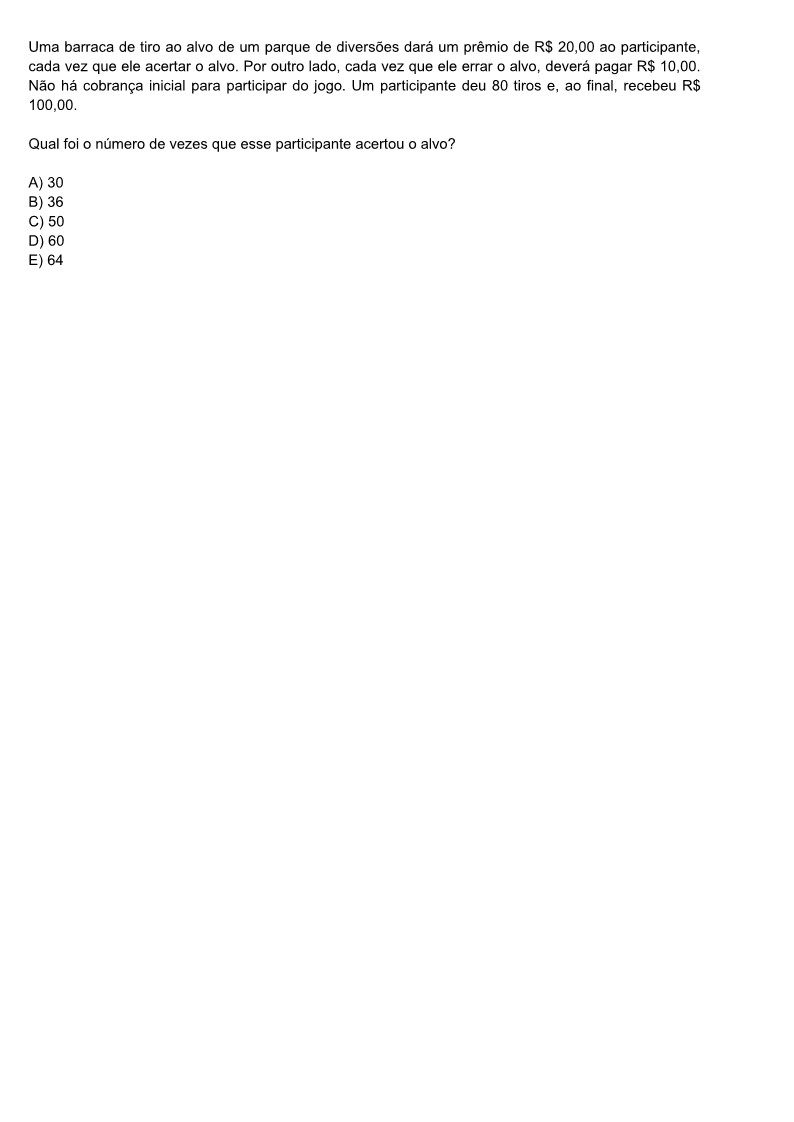 Uma barraca de tiro ao alvo de um parque de diversões dará um prêmio de R$ 20,00 ao participante,
cada vez que ele acertar o alvo. Por outro lado, cada vez que ele errar o alvo, deverá pagar R$ 10,00.
Não há cobrança inicial para participar do jogo. Um participante deu 80 tiros e, ao final, recebeu R$
100,00.
Qual foi o número de vezes que esse participante acertou o alvo?
A) 30
B) 36
C) 50
D) 60
E) 64